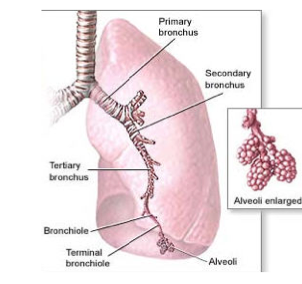 Primary
bronchus
Secondary
bronchus
Tertiary
bronchus
Alveoli enlarged
Bronchiole
Terminal
bronchiole
Alveoli